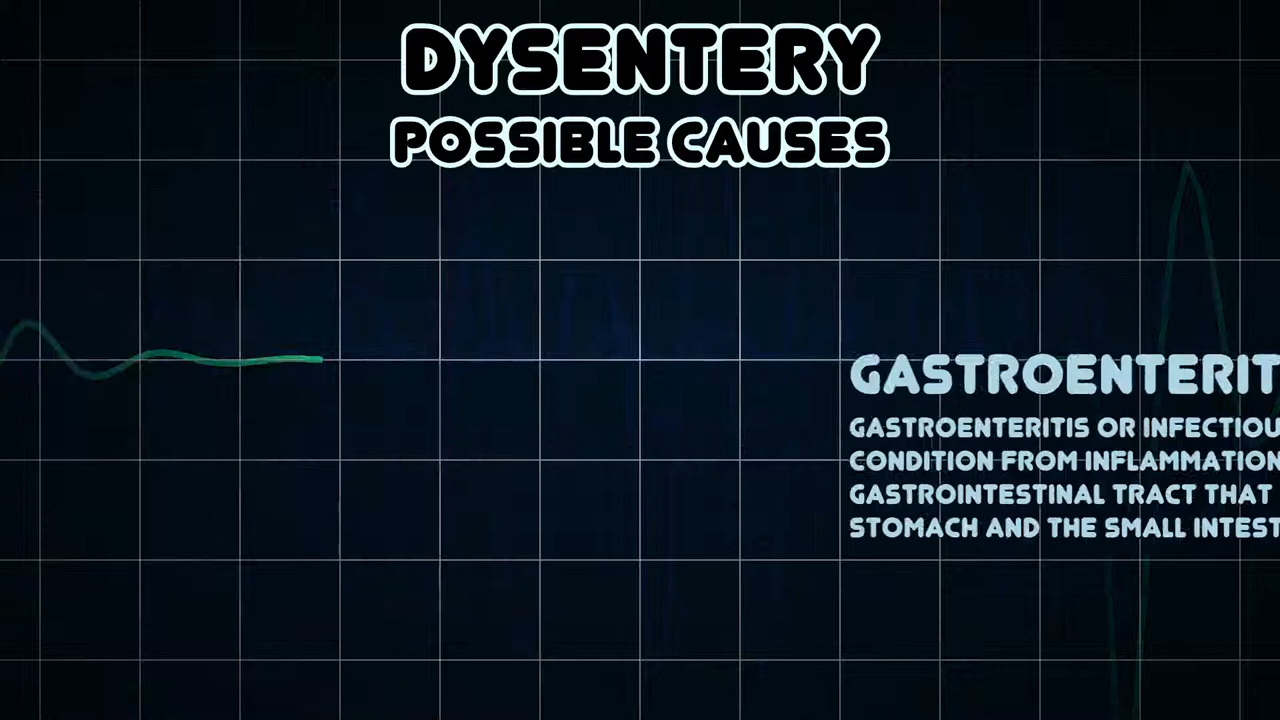 DYSENTERY
POSSIBLE CAUSES
GASTROENTERIT
GASTROENTERITIS OR INFECTIOU
CONDITION FROM INFLAMMATION
GASTROINTESTINAL TRACT THAT
STOMACH AND THE SMALL INTEST